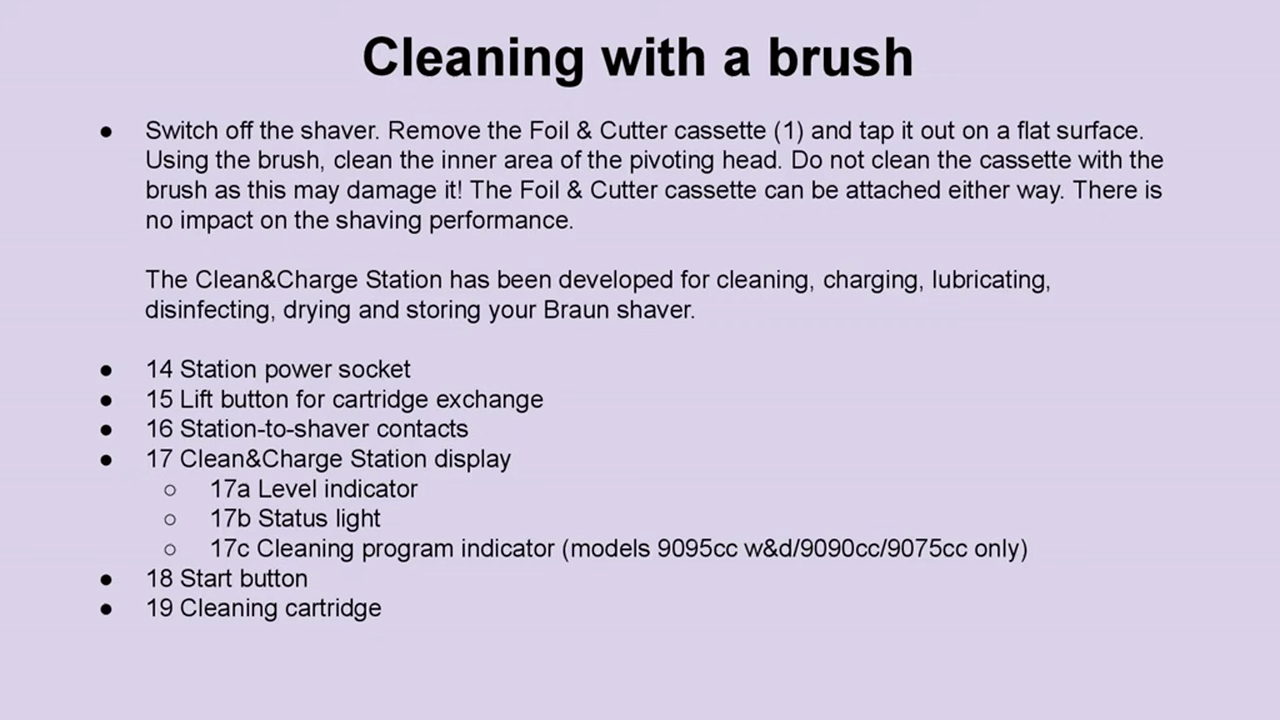 Cleaning with a brush
● Switch off the shaver. Remove the Foil & Cutter cassette (1) and tap it out on a flat surface.
Using the brush, clean the inner area of the pivoting head. Do not clean the cassette with the
brush as this may damage it! The Foil & Cutter cassette can be attached either way. There is
no impact on the shaving performance.
The Clean&Charge Station has been developed for cleaning, charging, lubricating,
disinfecting, drying and storing your Braun shaver.
● 14 Station power socket
● 15 Lift button for cartridge exchange
● 16 Station-to-shaver contacts
● 17 Clean&Charge Station display
○ 17a Level indicator
○ 17b Status light
○ 17c Cleaning program indicator (models 9095cc w&d/9090cc/9075cc only)
● 18 Start button
● 19 Cleaning cartridge